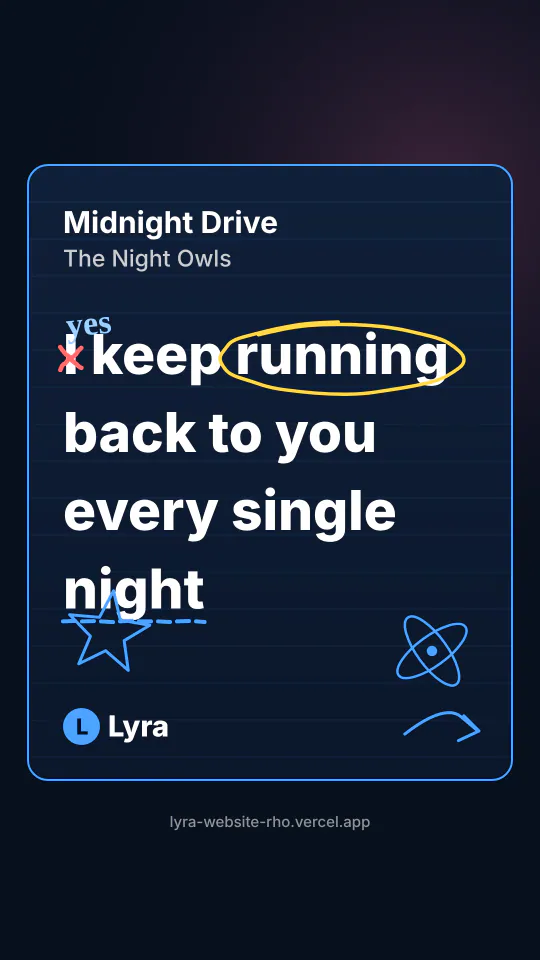 Midnight Drive
The Night Owls
yes
I keep running
back to you
every single
night
L Lyra
lyra-website-rho.vercel.app